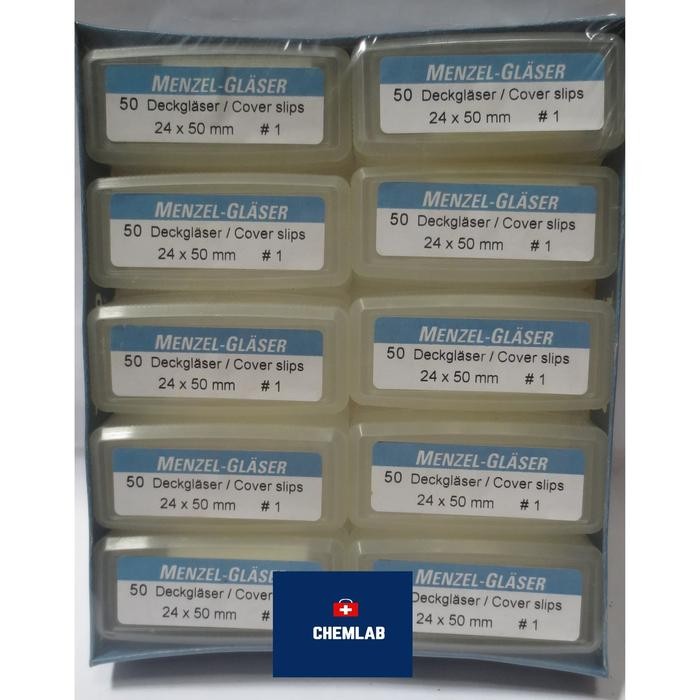 MENZEL-GLÄSER
50 Deckgläser / Cover slips
24 x 50 mm # 1
MENZEL-GLÄSER
50 Deckgläser / Cover slips
24 x 50 mm # 1
MENZEL-GLÄSER
50 Deckgläser / Cover slips
24 x 50 mm # 1
MENZEL-GLÄSER
50 Deckgläser / Cover slips
24 x 50 mm # 1
MENZEL-GLÄSER
50 Deckgläser / Cover slips
24 x 50 mm # 1
MENZEL-GLÄSER
50 Deckgläser / Cover slips
24 x 50 mm # 1
MENZEL-GLÄSER
50 Deckgläser / Cover slips
24 x 50 mm # 1
MENZEL-GLÄSER
50 Deckgläser / Cover slips
24 x 50 mm # 1
MENZEL-GLÄSER
50 Deckgläser /
24 x 50 mm #
MENZEL-GLÄSER
Deckgläser / Cover slips
24 x 50 mm # 1
CHEMLAB